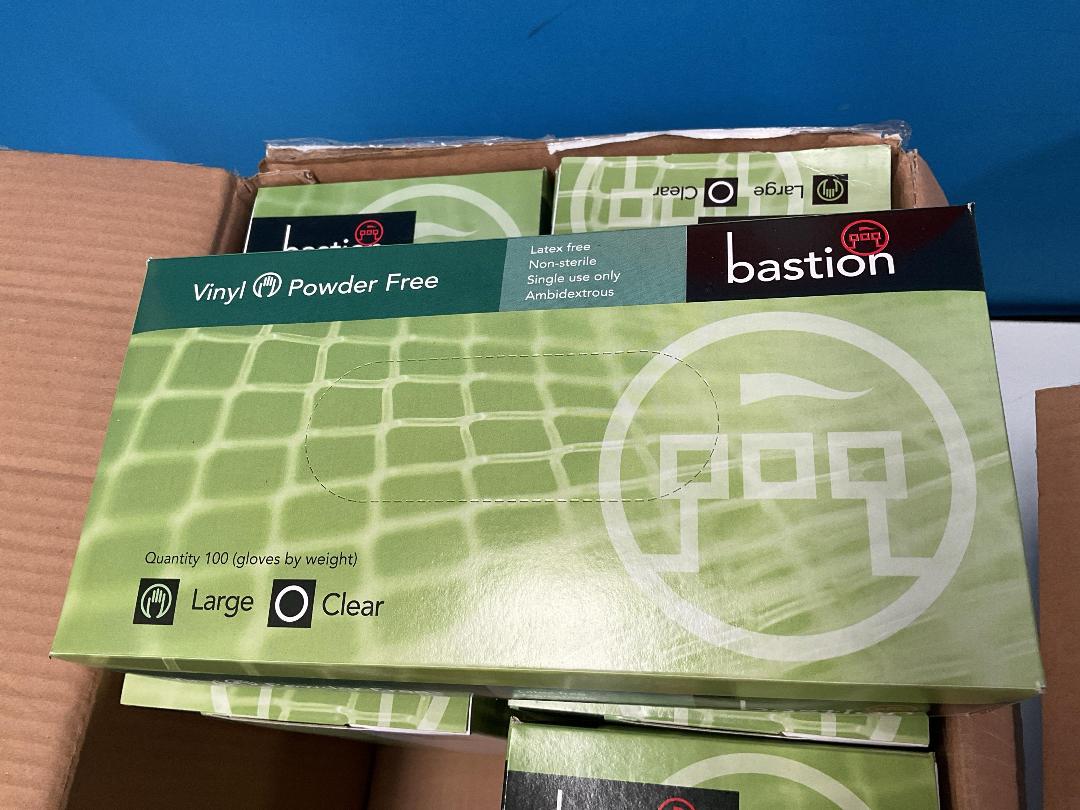 Clear Large
bastion
Vinyl Powder Free
Latex free
Non-sterile
Single use only
Ambidextrous
bastion
Quantity 100 (gloves by weight)
Large Clear